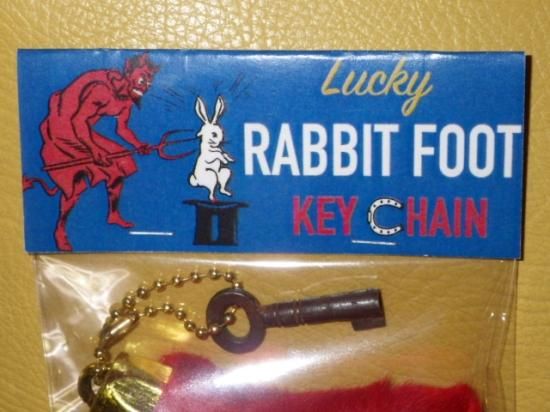 Lucky
RABBIT FOOT
KEY CHAIN